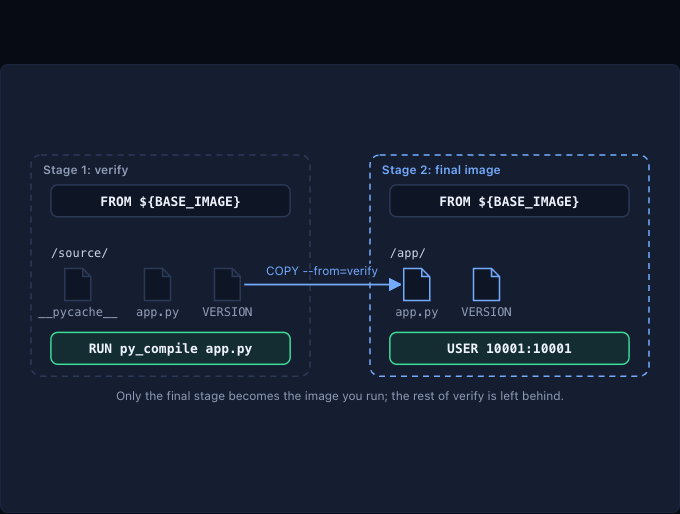 Stage 1: verify
FROM ${BASE_IMAGE}
/source/
__pycache__
app.py
VERSION
RUN py_compile app.py
COPY --from=verify
Stage 2: final image
FROM ${BASE_IMAGE}
/app/
app.py
VERSION
USER 10001:10001
Only the final stage becomes the image you run; the rest of verify is left behind.